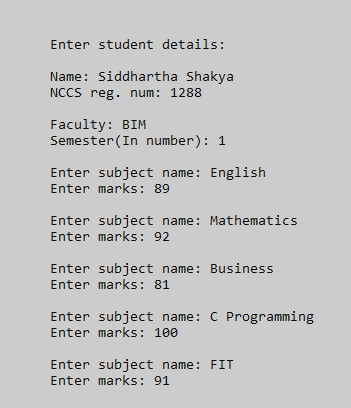 Enter student details:
Name: Siddhartha Shakya
NCCS reg. num: 1288
Faculty: BIM
Semester(In number): 1
Enter subject name: English
Enter marks: 89
Enter subject name: Mathematics
Enter marks: 92
Enter subject name: Business
Enter marks: 81
Enter subject name: C Programming
Enter marks: 100
Enter subject name: FIT
Enter marks: 91